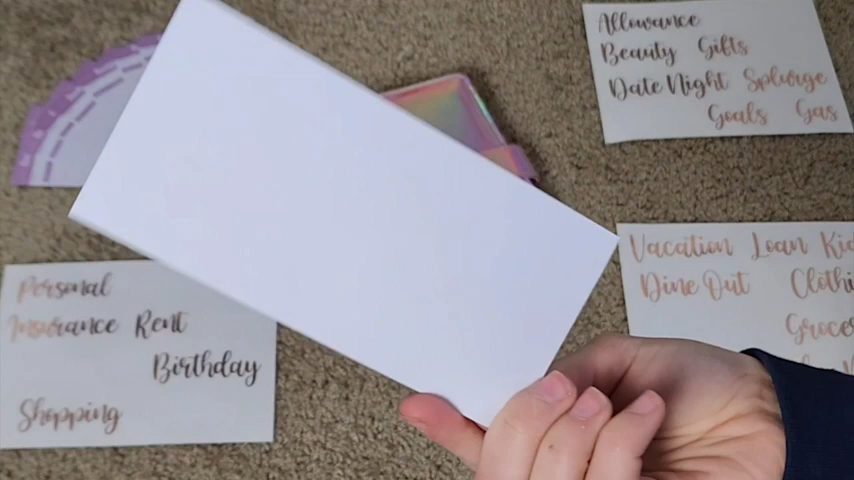 Allowance
Beauty Gifts
Date Night Splurge
Goals Gas
Personal
Insurance Rent
Birthday
Shopping
Vacation Loan
Dine Out